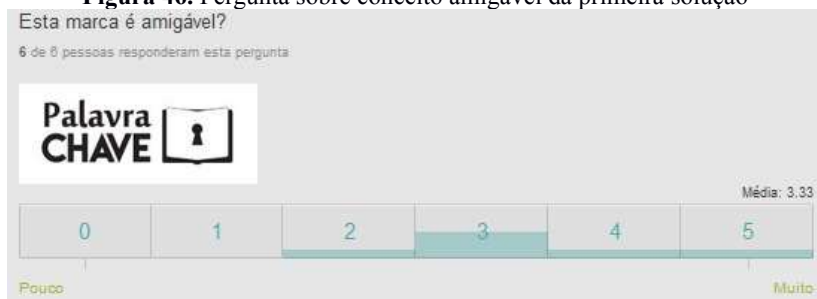 Figura 46. Pergunta sobre conceito amigável da primeira solução
Esta marca é amigável?
6 de 6 pessoas responderam esta pergunta
Palavra
CHAVE
Média: 3.33
0 1 2 3 4 5
Pouco Muito